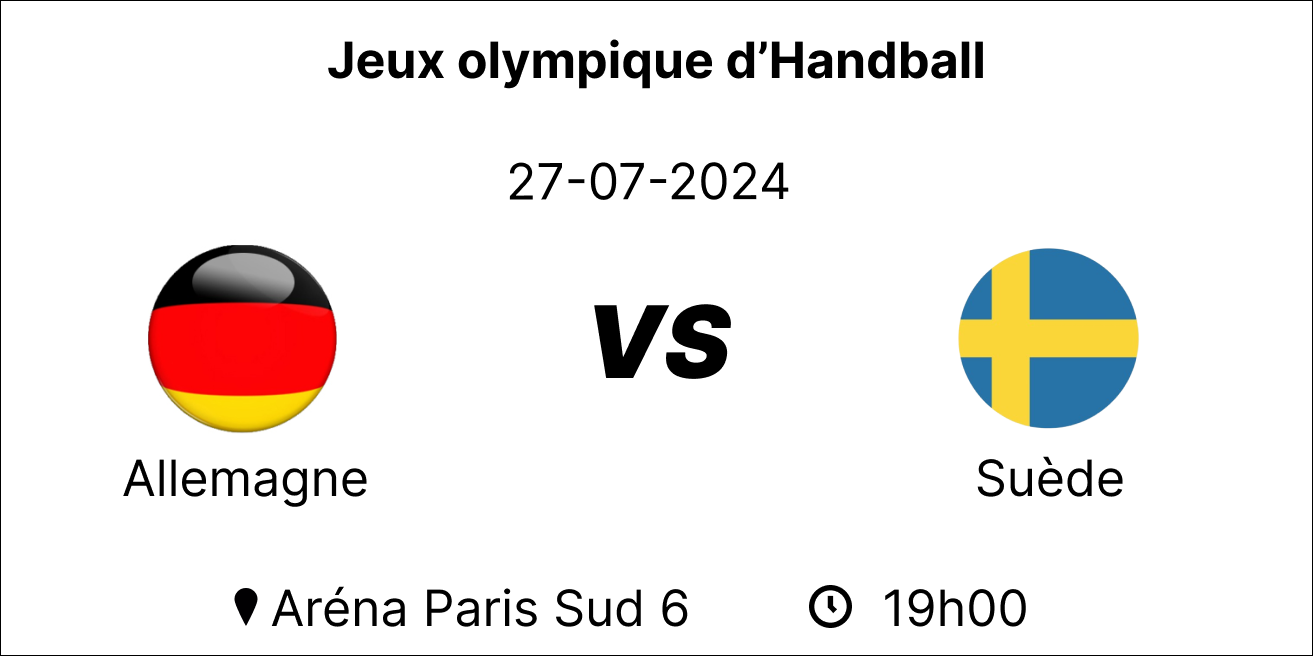 Jeux olympique d’Handball
27-07-2024
VS
Allemagne
Suède
Aréna Paris Sud 6
19h00